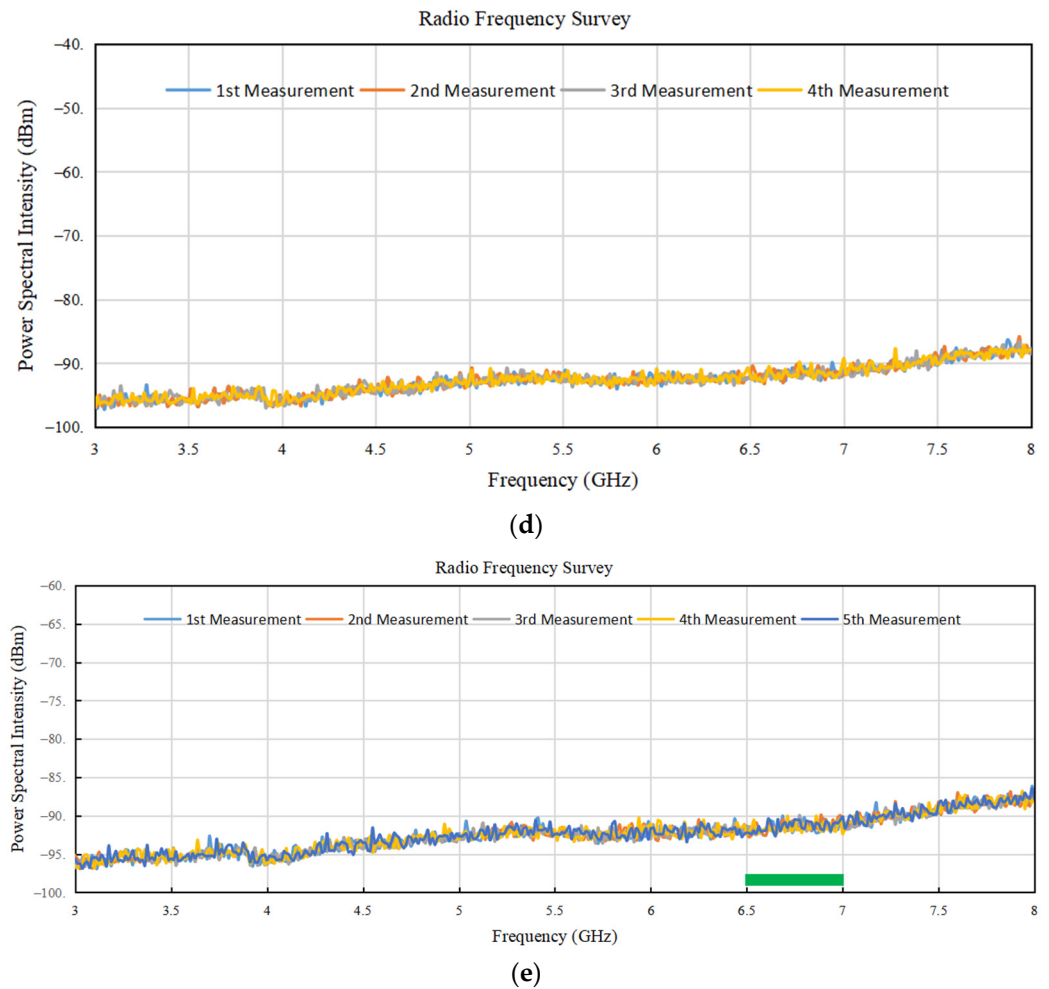 Radio Frequency Survey
−40.
1st Measurement 2nd Measurement 3rd Measurement 4th Measurement
−50.
−60.
−70.
−80.
−90.
−100.
Power Spectral Intensity (dBm)
3 3.5 4 4.5 5 5.5 6 6.5 7 7.5 8
Frequency (GHz)
(d)
Radio Frequency Survey
−60.
1st Measurement 2nd Measurement 3rd Measurement 4th Measurement 5th Measurement
−65.
−70.
−75.
−80.
−85.
−90.
−95.
−100.
Power Spectral Intensity (dBm)
3 3.5 4 4.5 5 5.5 6 6.5 7 7.5 8
Frequency (GHz)
(e)